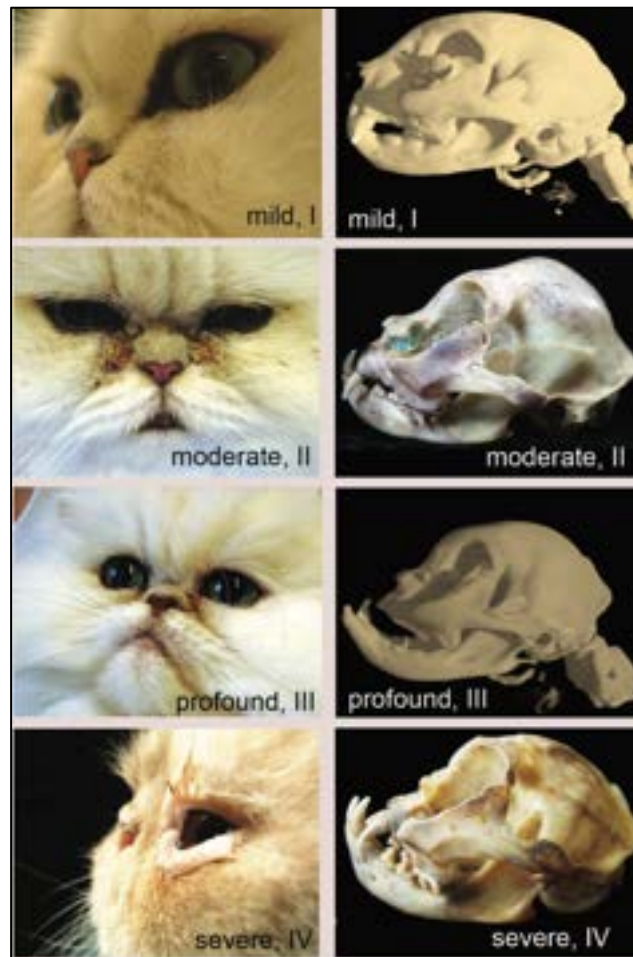 mild, I
mild, I
moderate, II
moderate, II
profound, III
profound, III
severe, IV
severe, IV